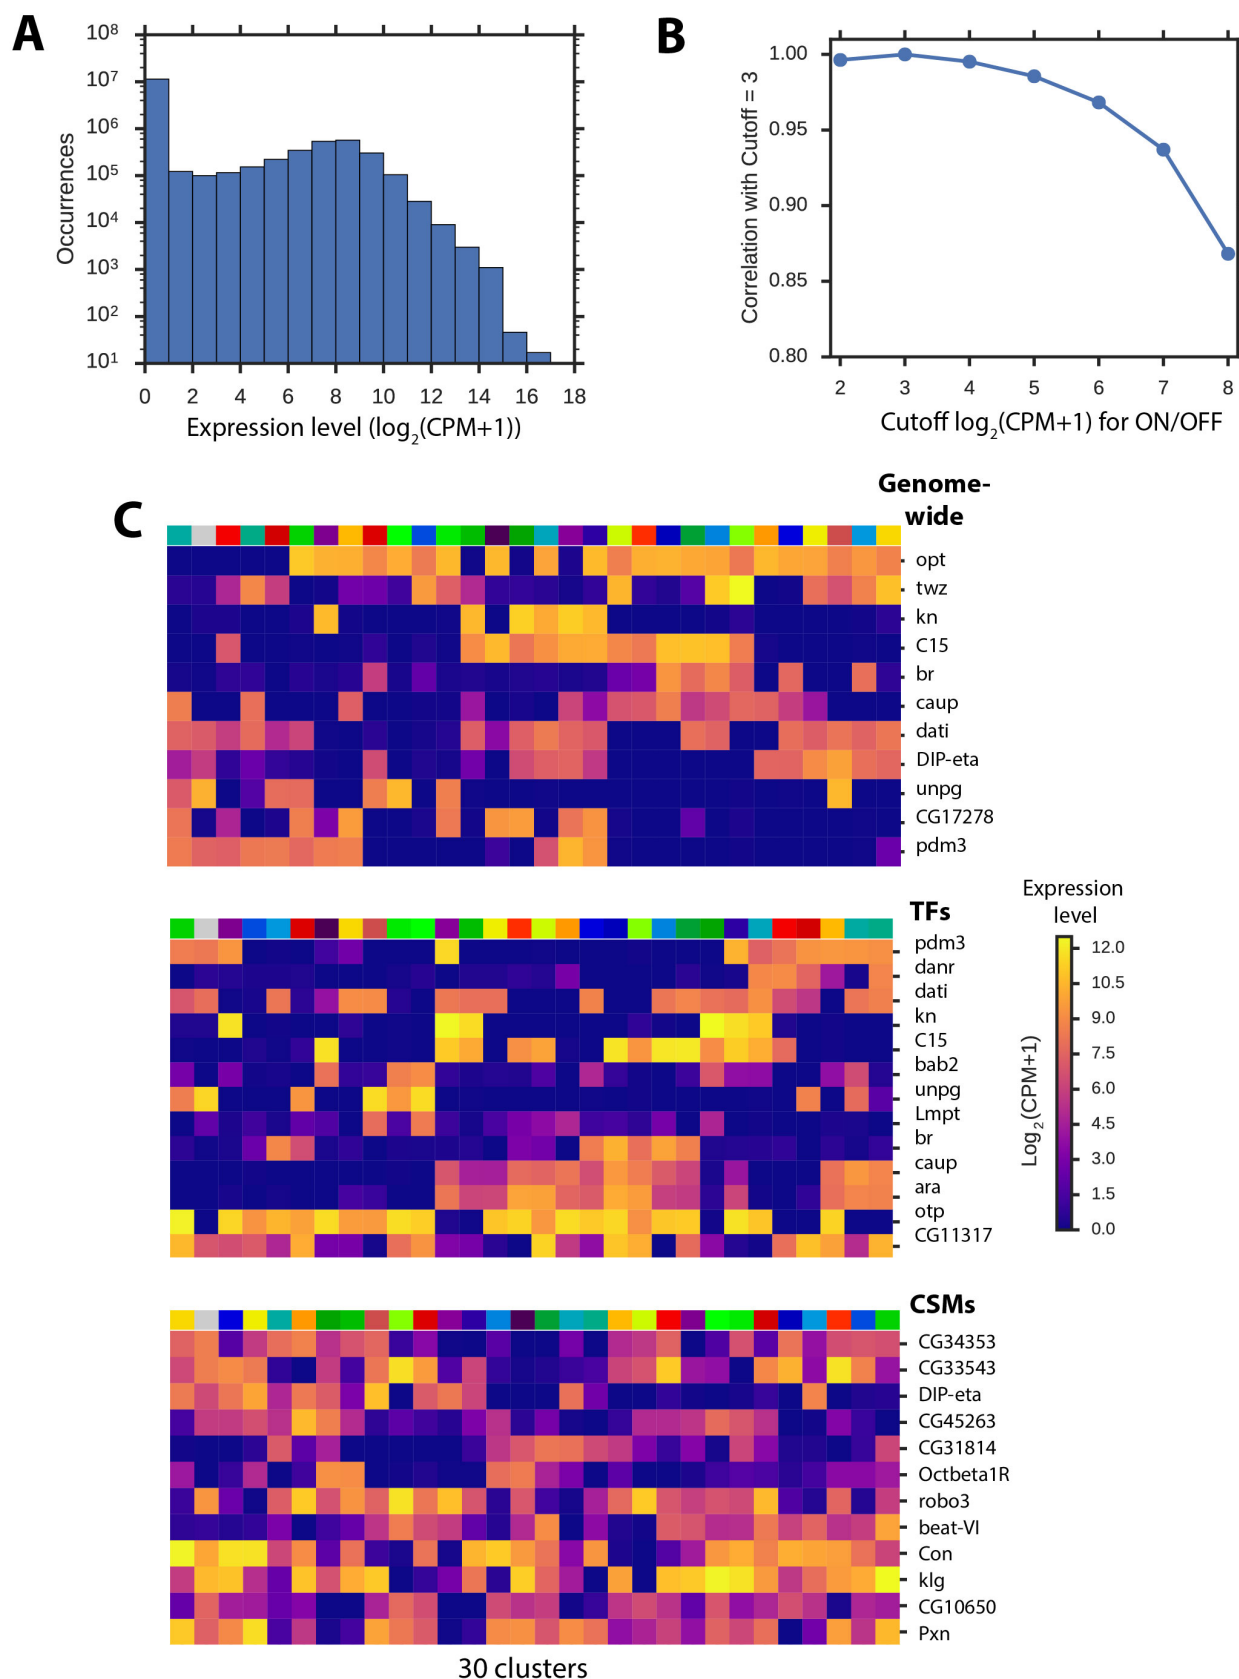 A
10⁸
10⁷
10⁶
10⁵
10⁴
10³
10²
10¹
Occurrences
0 2 4 6 8 10 12 14 16 18
Expression level (log₂(CPM+1))
B
1.00
0.95
0.90
0.85
0.80
Correlation with Cutoff = 3
2 3 4 5 6 7 8
Cutoff log₂(CPM+1) for ON/OFF
C
Genome-
wide
opt
twz
kn
C15
br
caup
dati
DIP-eta
unpg
CG17278
pdm3
TFs
pdm3
danr
dati
kn
C15
bab2
unpg
Lmpt
br
caup
ara
otp
CG11317
Expression
level
12.0
10.5
9.0
7.5
6.0
4.5
3.0
1.5
0.0
Log₂(CPM+1)
CSMs
CG34353
CG33543
DIP-eta
CG45263
CG31814
Octbeta1R
robo3
beat-VI
Con
klg
CG10650
Pxn
30 clusters